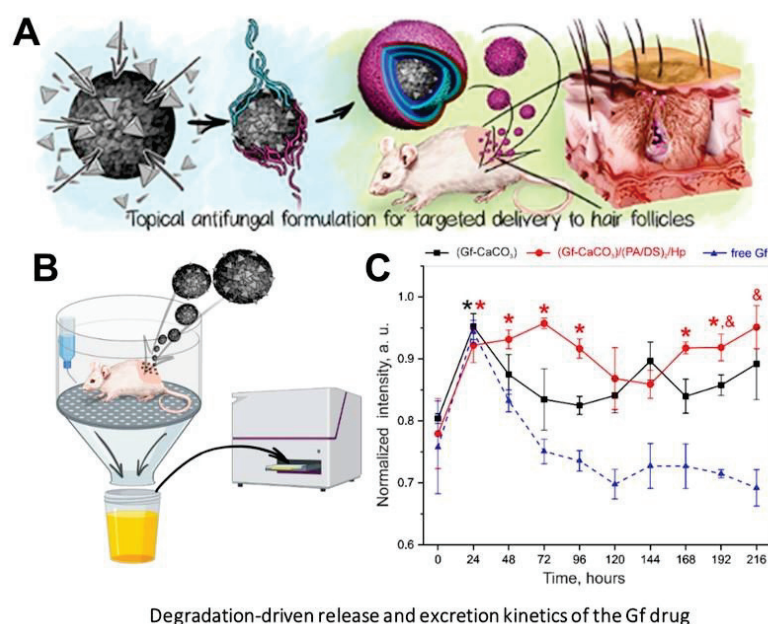 A
Topical antifungal formulation for targeted delivery to hair follicles
B
C
(Gf-CaCO₃) (Gf-CaCO₃)/(PA/DS)₂/Hp free Gf
* * * * * * *,& &
Normalized intensity, a. u.
1.0
0.9
0.8
0.7
0.6
0 24 48 72 96 120 144 168 192 216
Time, hours
Degradation-driven release and excretion kinetics of the Gf drug